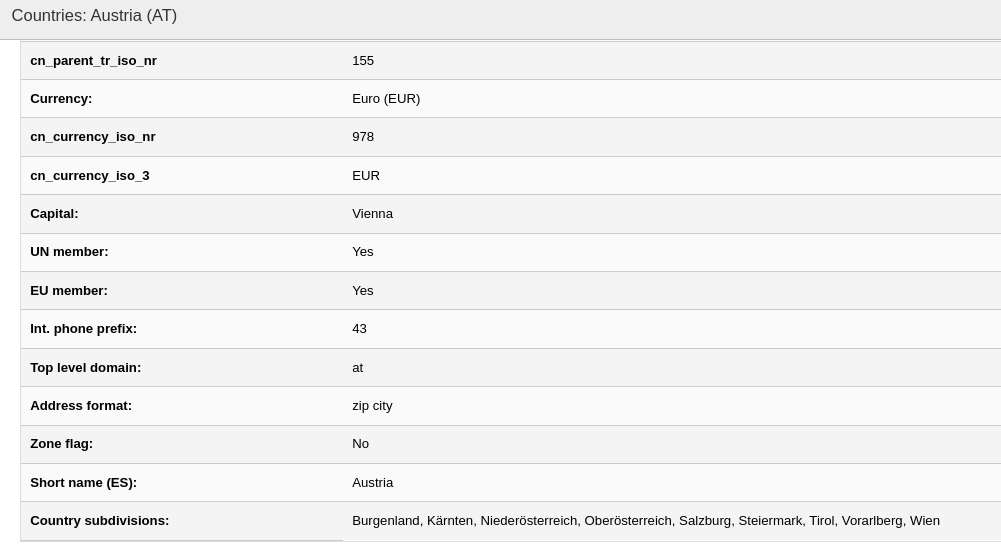 Countries: Austria (AT)
cn_parent_tr_iso_nr 155
Currency: Euro (EUR)
cn_currency_iso_nr 978
cn_currency_iso_3 EUR
Capital: Vienna
UN member: Yes
EU member: Yes
Int. phone prefix: 43
Top level domain: at
Address format: zip city
Zone flag: No
Short name (ES): Austria
Country subdivisions: Burgenland, Kärnten, Niederösterreich, Oberösterreich, Salzburg, Steiermark, Tirol, Vorarlberg, Wien